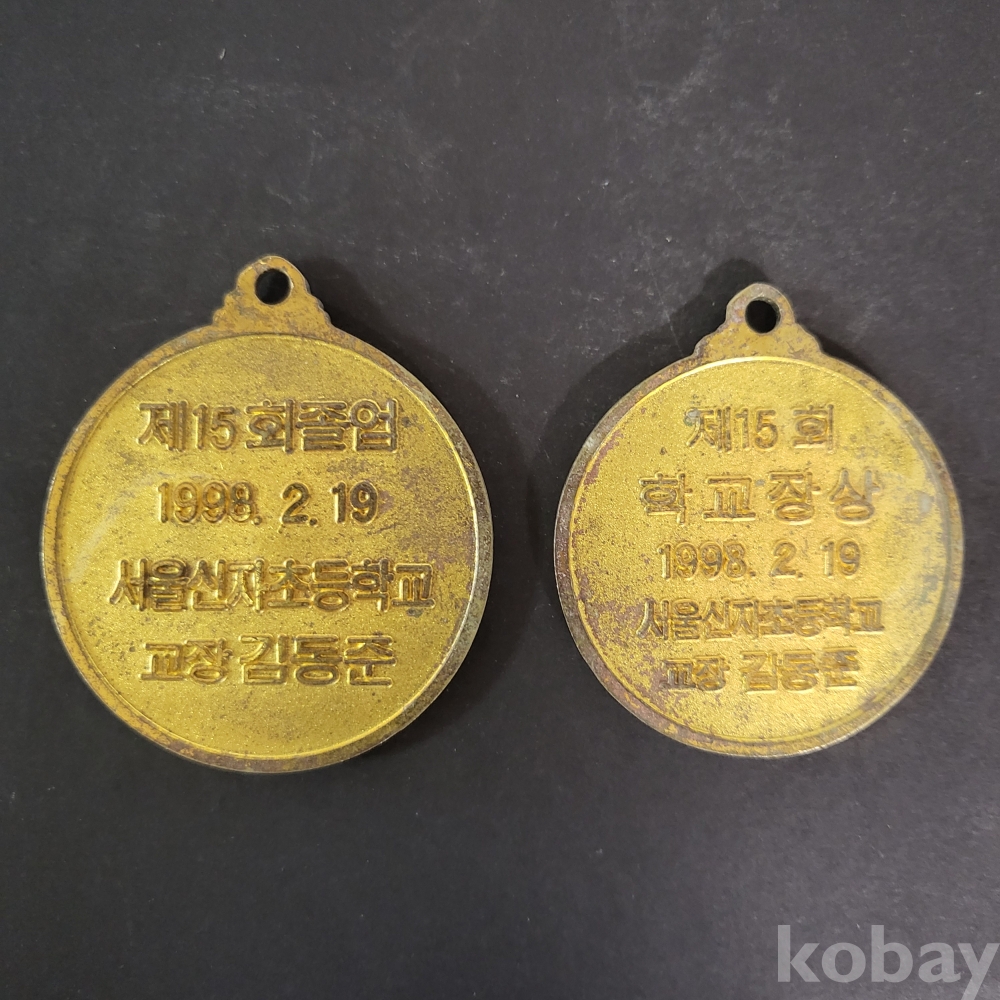 제15회졸업
1998. 2. 19
서울신자초등학교
교장 김동준
제15회
학교장상
1998. 2. 19
서울신자초등학교
교장 김동준
kobay